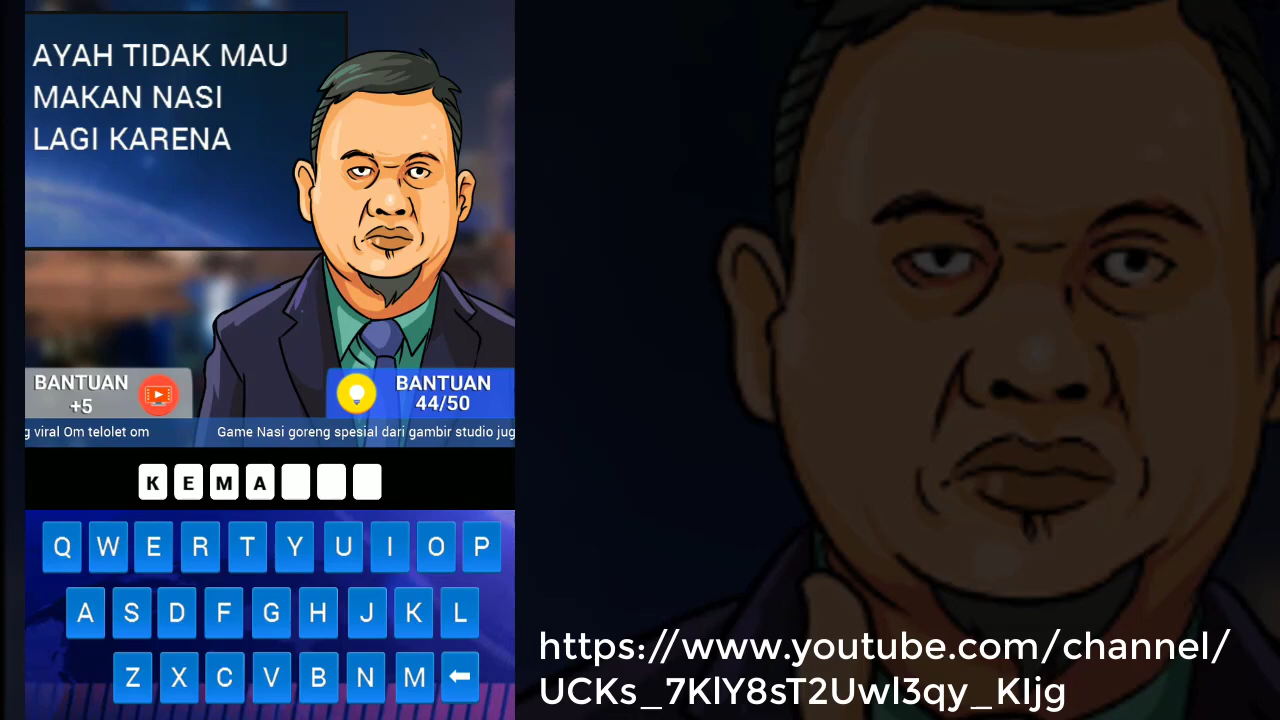 AYAH TIDAK MAU
MAKAN NASI
LAGI KARENA
BANTUAN
+5
BANTUAN
44/50
g viral Om telolet om
Game Nasi goreng spesial dari gambir studio jug
K E M A
Q W E R T Y U I O P
A S D F G H J K L
Z X C V B N M
https://www.youtube.com/channel/
UCKs_7KlY8sT2Uwl3qy_KIjg